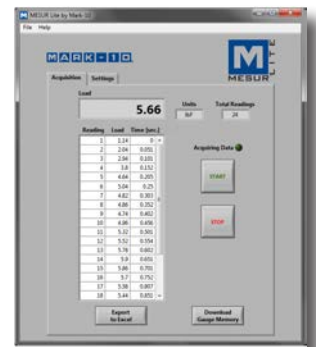 MESUR Lite by Mark-10
File Help
MARK-10
M
LITE
MESUR
Acquisition Settings
Load
5.66
Units
lbF
Total Readings
24
Reading Load Time [sec.]
1 1.14 0
2 2.04 0.051
3 2.94 0.101
4 3.8 0.152
5 4.64 0.205
6 5.04 0.25
7 4.82 0.303
8 4.86 0.352
9 4.74 0.402
10 4.86 0.456
11 5.32 0.501
12 5.52 0.554
13 5.78 0.602
14 5.9 0.651
15 5.86 0.701
16 5.7 0.752
17 5.56 0.807
18 5.44 0.851
Acquiring Data
START
STOP
Export
to Excel
Download
Gauge Memory